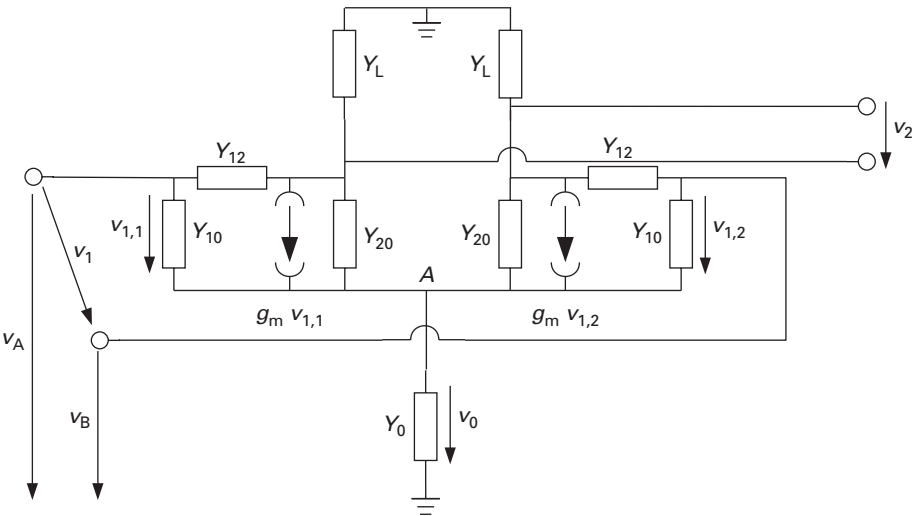 Y_L
Y_L
v_2
Y_12
Y_12
v_1,1
Y_10
Y_20
Y_20
Y_10
v_1,2
v_1
A
g_m v_1,1
g_m v_1,2
v_A
v_B
Y_0
v_0